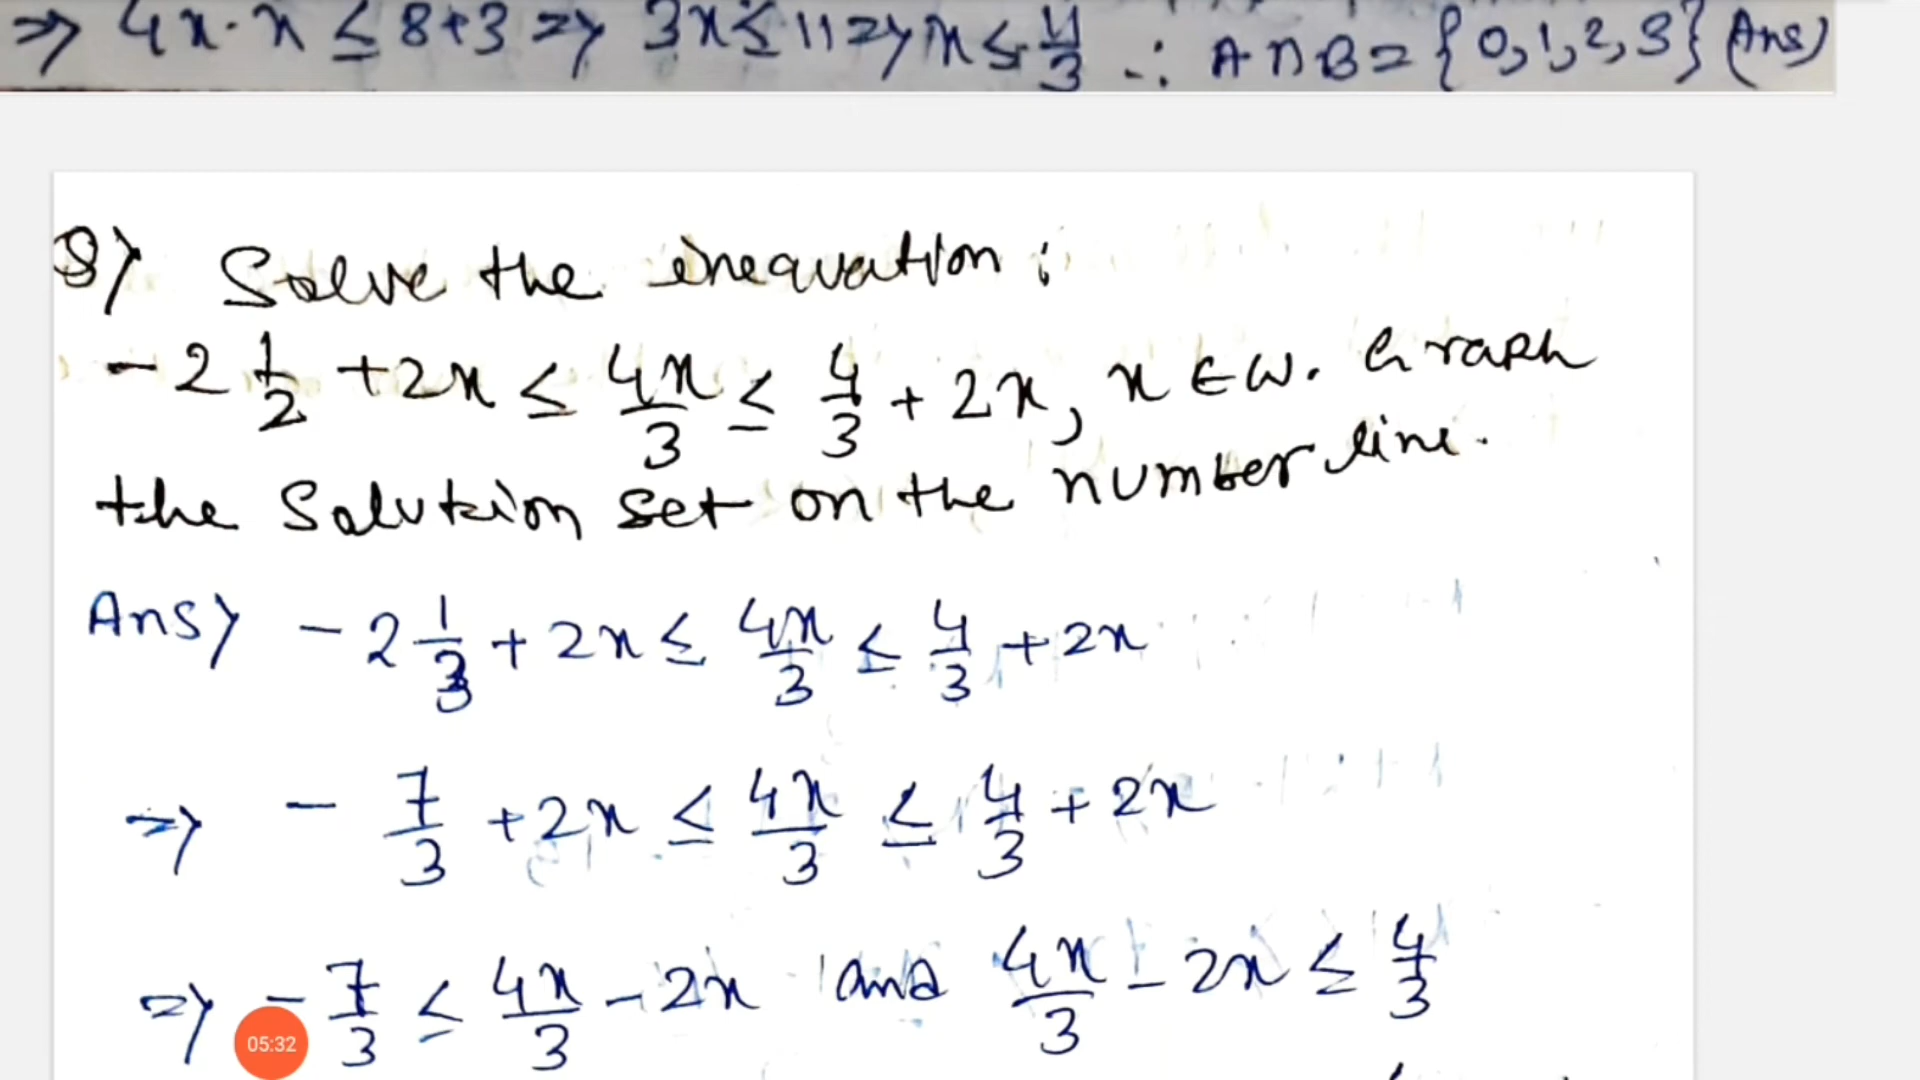 => 4x-x ≤ 8+3 => 3x ≤ 11 => x ≤ 11/3 ∴ A∩B = {0,1,2,3} (Ans)
Q) Solve the inequation:
-2 1/2 + 2x ≤ 4x/3 ≤ 4/3 + 2x, x ∈ W. Graph
the solution set on the number line.
Ans) -2 1/3 + 2x ≤ 4x/3 ≤ 4/3 + 2x
=> - 7/3 + 2x ≤ 4x/3 ≤ 4/3 + 2x
=> - 7/3 ≤ 4x/3 - 2x and 4x/3 - 2x ≤ 4/3
05:32